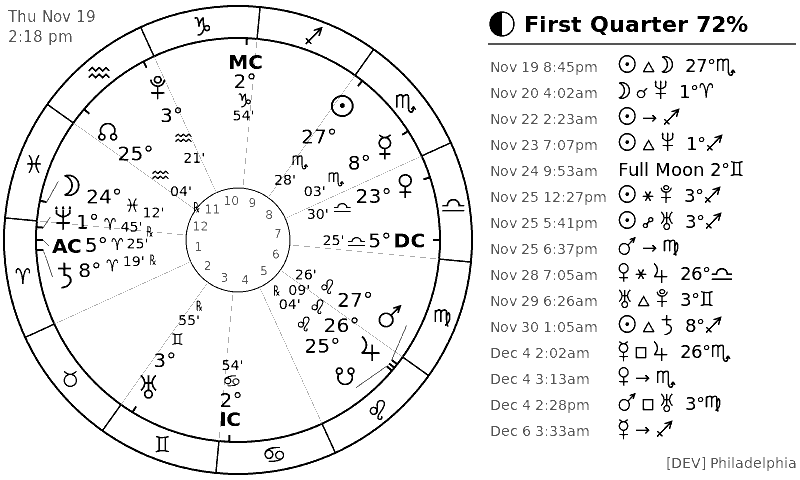 Thu Nov 19
2:18 pm
MC
2°
♑
54'
♇
3°
♒
21'
☊
25°
♒
04'
℞
☽ 24° ♓ 12'
♆ 1° ♈ 45' ℞
AC 5° ♈ 25'
♄ 8° ♈ 19' ℞
☉
27°
♏
28'
☿
8°
♏
03'
♀
23°
♎
30'
25' ♎ 5° DC
26' ♌ 27° ♂
℞ 09' ♌ 26° ♃
04' ♌ 25° ☋
℞
55'
♊
3°
♅
54'
♋
2°
IC
1 2 3 4 5 6 7 8 9 10 11 12
♈ ♉ ♊ ♋ ♌ ♍ ♎ ♏ ♐ ♑ ♒ ♓
First Quarter 72%
Nov 19 8:45pm ☉ △ ☽ 27°♏
Nov 20 4:02am ☽ ☌ ♆ 1°♈
Nov 22 2:23am ☉ → ♐
Nov 23 7:07pm ☉ △ ♆ 1°♐
Nov 24 9:53am Full Moon 2°♊
Nov 25 12:27pm ☉ ⚹ ♇ 3°♐
Nov 25 5:41pm ☉ ☍ ♅ 3°♐
Nov 25 6:37pm ♂ → ♍
Nov 28 7:05am ♀ ⚹ ♃ 26°♎
Nov 29 6:26am ♅ △ ♇ 3°♊
Nov 30 1:05am ☉ △ ♄ 8°♐
Dec 4 2:02am ☿ □ ♃ 26°♏
Dec 4 3:13am ♀ → ♏
Dec 4 2:28pm ♂ □ ♅ 3°♍
Dec 6 3:33am ☿ → ♐
[DEV] Philadelphia